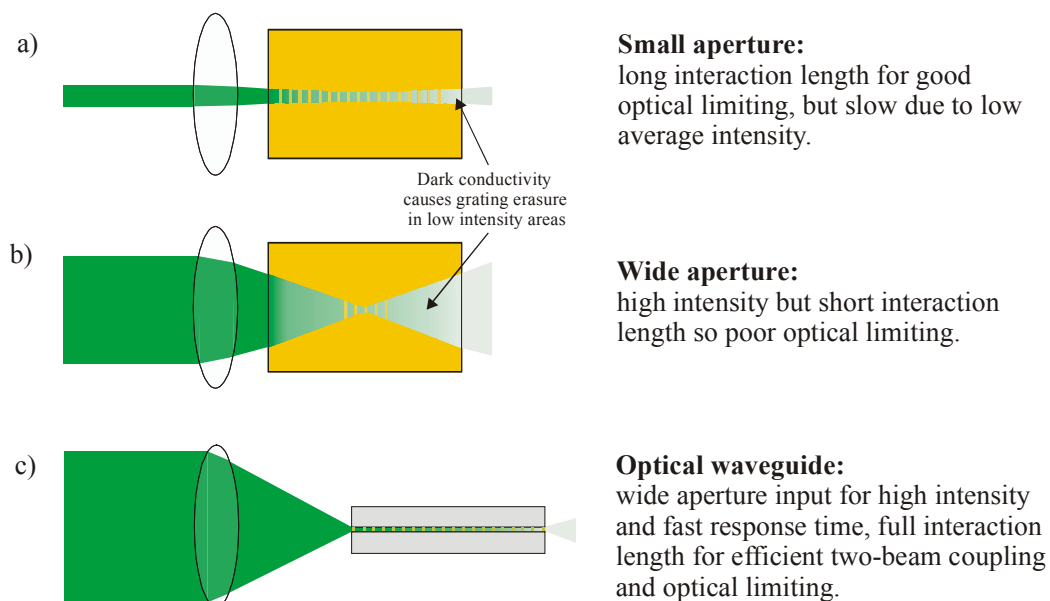 a)
Small aperture:
long interaction length for good
optical limiting, but slow due to low
average intensity.
Dark conductivity
causes grating erasure
in low intensity areas
b)
Wide aperture:
high intensity but short interaction
length so poor optical limiting.
c)
Optical waveguide:
wide aperture input for high intensity
and fast response time, full interaction
length for efficient two-beam coupling
and optical limiting.